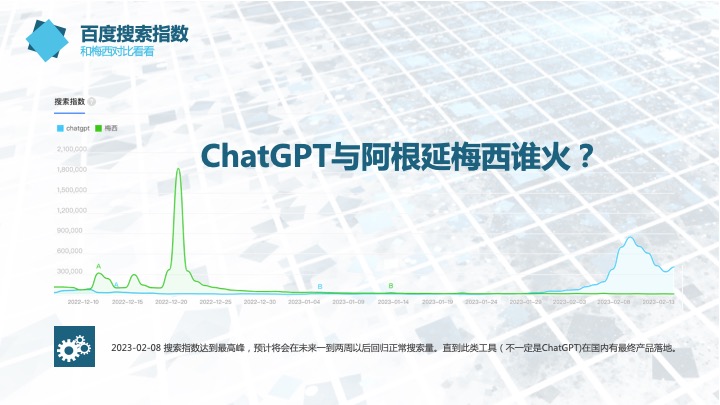 百度搜索指数
和梅西对比看看
搜索指数 ?
chatgpt 梅西
ChatGPT与阿根延梅西谁火？
2,100,000
1,800,000
1,500,000
1,200,000
900,000
600,000
300,000
A
A
B
B
2022-12-10 2022-12-15 2022-12-20 2022-12-25 2022-12-30 2023-01-04 2023-01-09 2023-01-14 2023-01-19 2023-01-24 2023-01-29 2023-02-03 2023-02-08 2023-02-13
2023-02-08 搜索指数达到最高峰，预计将会在未来一到两周以后回归正常搜索量。直到此类工具（不一定是ChatGPT)在国内有最终产品落地。